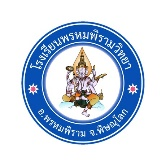 โรงเรียนพรหมพิรามวิทยา
อ.พรหมพิราม จ.พิษณุโลก